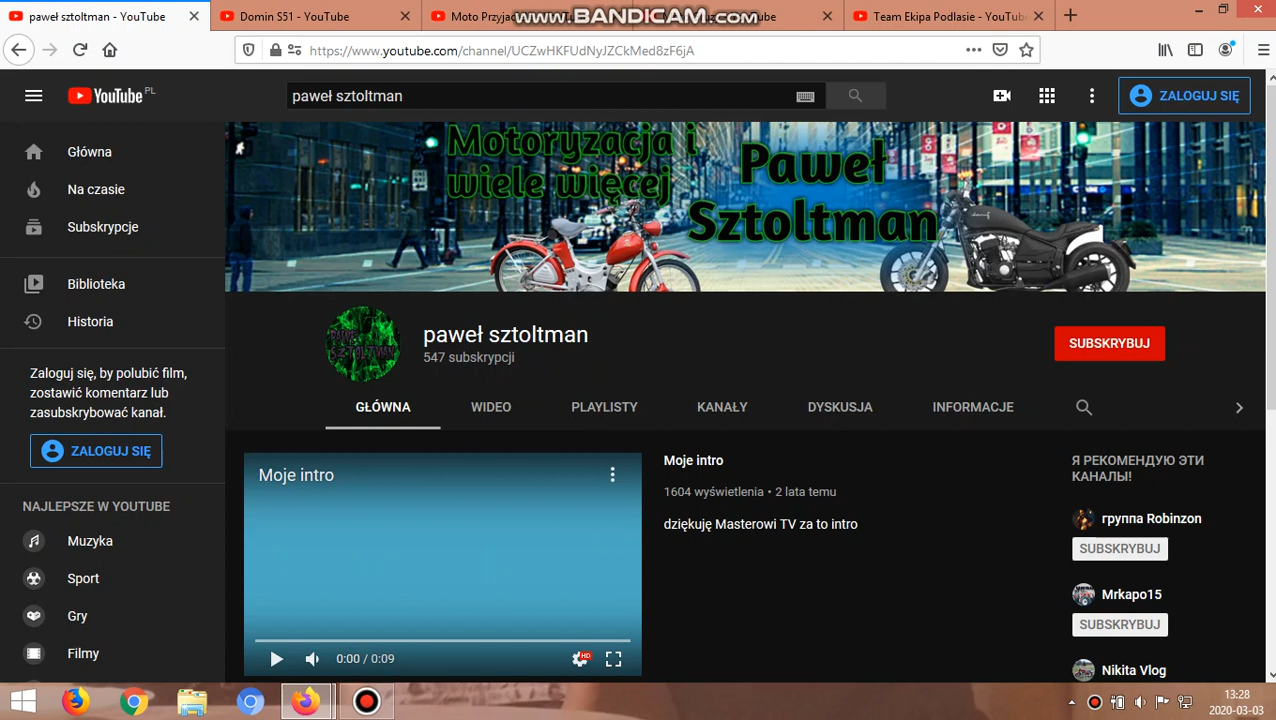 paweł sztoltman - YouTube
Domin S51 - YouTube
Moto Przyjac
www.BANDICAM.com
Team Ekipa Podlasie - YouTube
https://www.youtube.com/channel/UCZwHKFUdNyJZCkMed8zF6jA
YouTube PL
paweł sztoltman
ZALOGUJ SIĘ
Główna
Na czasie
Subskrypcje
Biblioteka
Historia
Zaloguj się, by polubić film,
zostawić komentarz lub
zasubskrybować kanał.
ZALOGUJ SIĘ
NAJLEPSZE W YOUTUBE
Muzyka
Sport
Gry
Filmy
Motoryzacja i
wiele więcej
Paweł
Sztoltman
PAWEŁ
SZTOLTMAN
paweł sztoltman
547 subskrypcji
SUBSKRYBUJ
GŁÓWNA
WIDEO
PLAYLISTY
KANAŁY
DYSKUSJA
INFORMACJE
Moje intro
0:00 / 0:09
HD
Moje intro
1604 wyświetlenia • 2 lata temu
dziękuję Masterowi TV za to intro
Я РЕКОМЕНДУЮ ЭТИ
КАНАЛЫ!
группа Robinzon
SUBSKRYBUJ
Mrkapo15
SUBSKRYBUJ
Nikita Vlog
13:28
2020-03-03